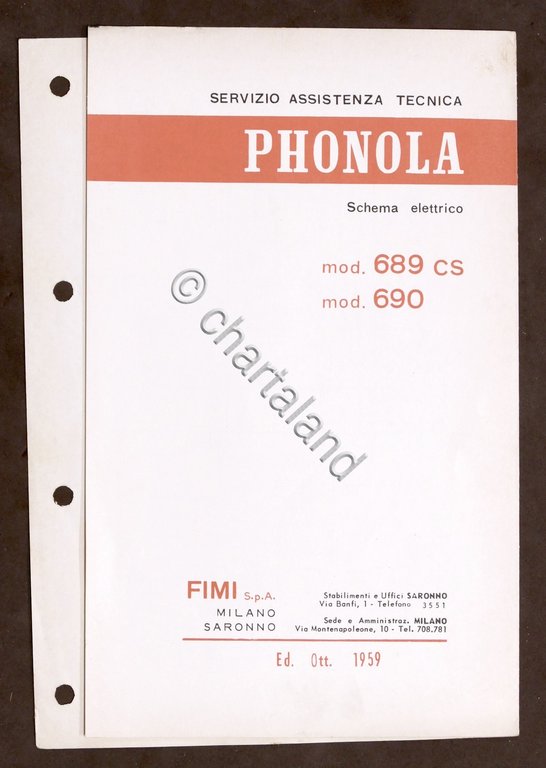 SERVIZIO ASSISTENZA TECNICA
PHONOLA
Schema elettrico
mod. 689 CS
mod. 690
© chartaland
FIMI S.p.A.
MILANO
SARONNO
Stabilimenti e Uffici SARONNO
Via Banfi, 1 - Telefono 3551
Sede e Amministraz. MILANO
Via Montenapoleone, 10 - Tel. 708.781
Ed. Ott. 1959